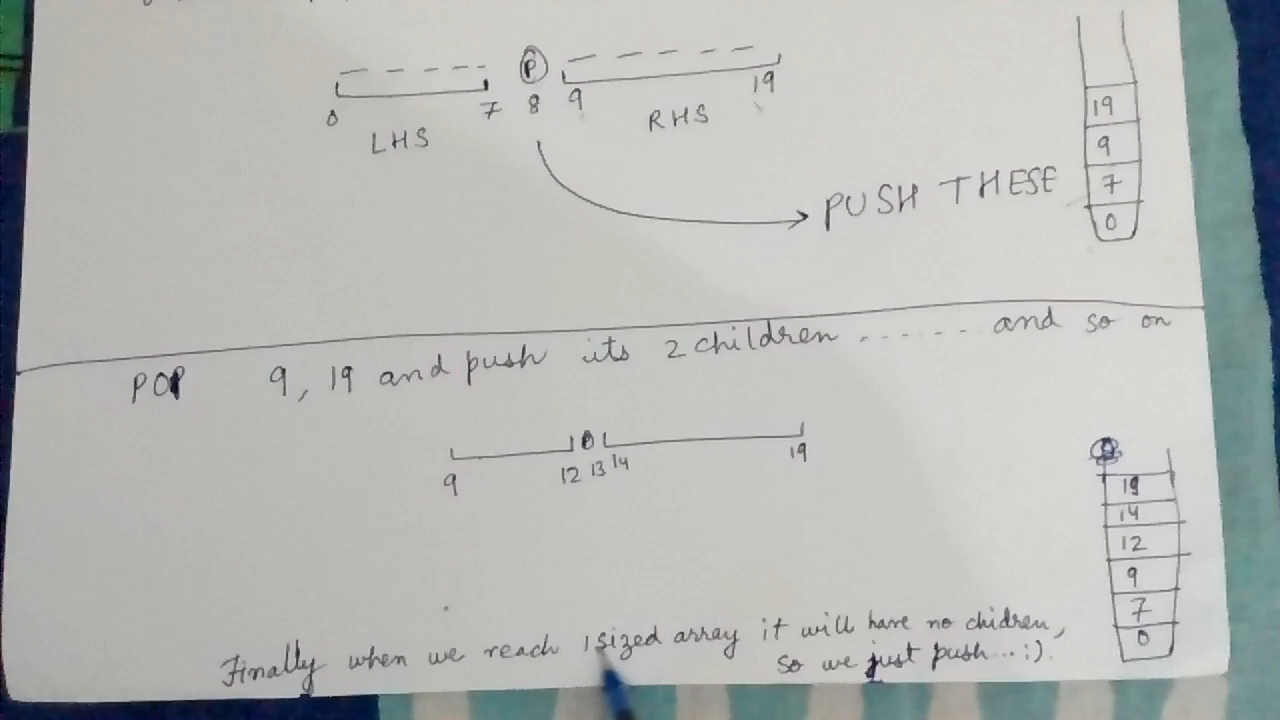 P
0 7 8 9 19
LHS RHS
PUSH THESE
19
9
7
0
POP 9, 19 and push its 2 children ...... and so on
9 12 13 14 19
19
14
12
9
7
0
Finally when we reach 1 sized array it will have no chidren,
So we just push...:).